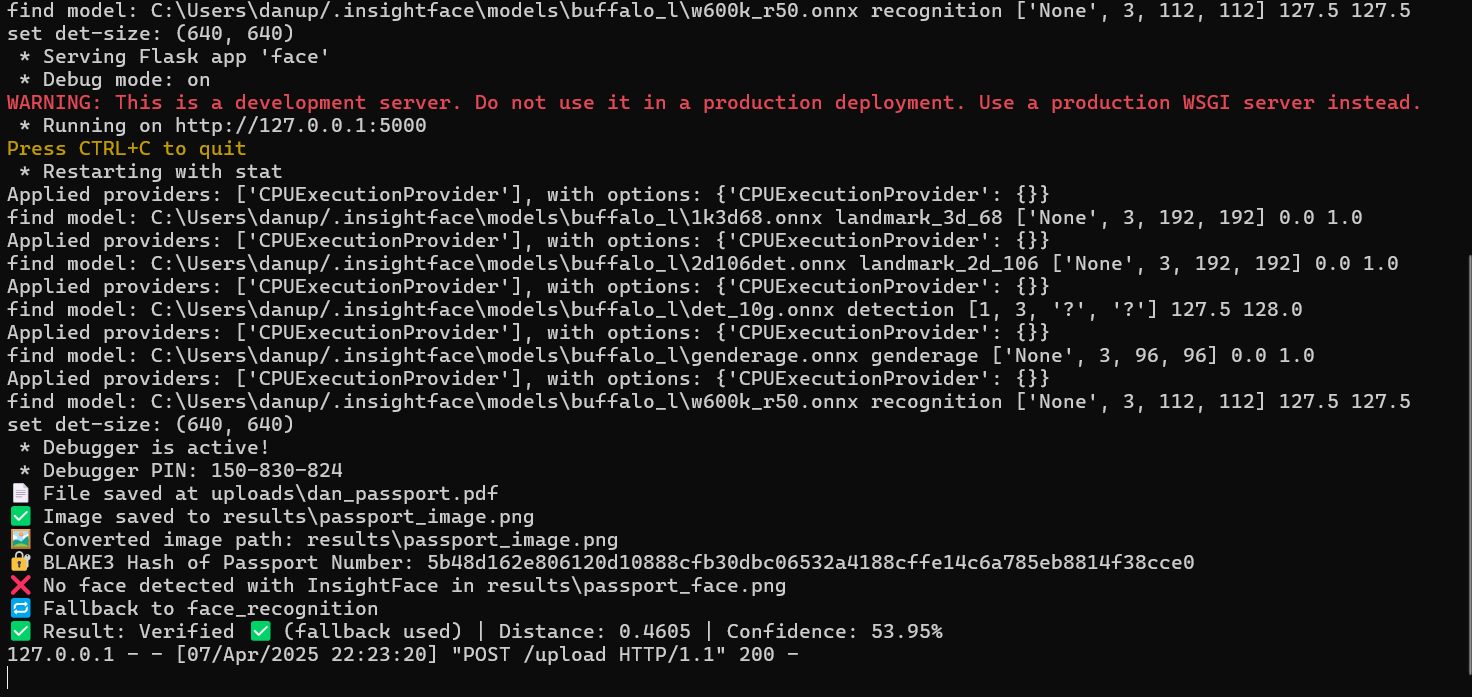 find model: C:\Users\danup/.insightface\models\buffalo_l\w600k_r50.onnx recognition ['None', 3, 112, 112] 127.5 127.5
set det-size: (640, 640)
 * Serving Flask app 'face'
 * Debug mode: on
WARNING: This is a development server. Do not use it in a production deployment. Use a production WSGI server instead.
 * Running on http://127.0.0.1:5000
Press CTRL+C to quit
 * Restarting with stat
Applied providers: ['CPUExecutionProvider'], with options: {'CPUExecutionProvider': {}}
find model: C:\Users\danup/.insightface\models\buffalo_l\1k3d68.onnx landmark_3d_68 ['None', 3, 192, 192] 0.0 1.0
Applied providers: ['CPUExecutionProvider'], with options: {'CPUExecutionProvider': {}}
find model: C:\Users\danup/.insightface\models\buffalo_l\2d106det.onnx landmark_2d_106 ['None', 3, 192, 192] 0.0 1.0
Applied providers: ['CPUExecutionProvider'], with options: {'CPUExecutionProvider': {}}
find model: C:\Users\danup/.insightface\models\buffalo_l\det_10g.onnx detection [1, 3, '?', '?'] 127.5 128.0
Applied providers: ['CPUExecutionProvider'], with options: {'CPUExecutionProvider': {}}
find model: C:\Users\danup/.insightface\models\buffalo_l\genderage.onnx genderage ['None', 3, 96, 96] 0.0 1.0
Applied providers: ['CPUExecutionProvider'], with options: {'CPUExecutionProvider': {}}
find model: C:\Users\danup/.insightface\models\buffalo_l\w600k_r50.onnx recognition ['None', 3, 112, 112] 127.5 127.5
set det-size: (640, 640)
 * Debugger is active!
 * Debugger PIN: 150-830-824
📄 File saved at uploads\dan_passport.pdf
✅ Image saved to results\passport_image.png
🖼️ Converted image path: results\passport_image.png
🔐 BLAKE3 Hash of Passport Number: 5b48d162e806120d10888cfb30dbc06532a4188cffe14c6a785eb8814f38cce0
❌ No face detected with InsightFace in results\passport_face.png
🔁 Fallback to face_recognition
✅ Result: Verified ✅ (fallback used) | Distance: 0.4605 | Confidence: 53.95%
127.0.0.1 - - [07/Apr/2025 22:23:20] "POST /upload HTTP/1.1" 200 -